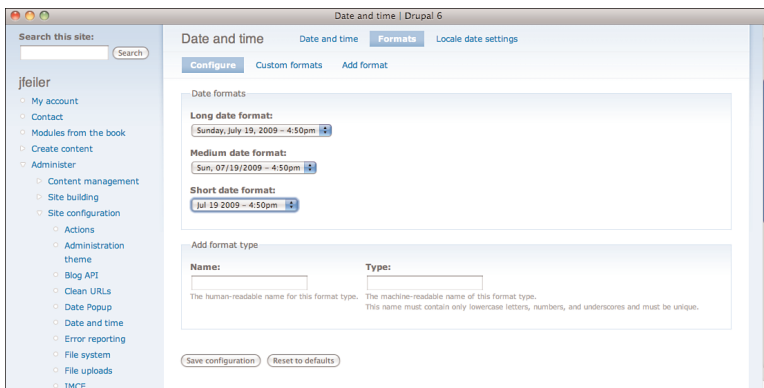 Date and time | Drupal 6
Search this site:
Search
jfeiler
My account
Contact
Modules from the book
Create content
Administer
Content management
Site building
Site configuration
Actions
Administration
theme
Blog API
Clean URLs
Date Popup
Date and time
Error reporting
File system
File uploads
IMCE
Date and time
Date and time Formats Locale date settings
Configure Custom formats Add format
Date formats
Long date format:
Sunday, July 19, 2009 – 4:50pm
Medium date format:
Sun, 07/19/2009 – 4:50pm
Short date format:
Jul 19 2009 – 4:50pm
Add format type
Name:
The human-readable name for this format type.
Type:
The machine-readable name of this format type.
This name must contain only lowercase letters, numbers, and underscores and must be unique.
Save configuration Reset to defaults